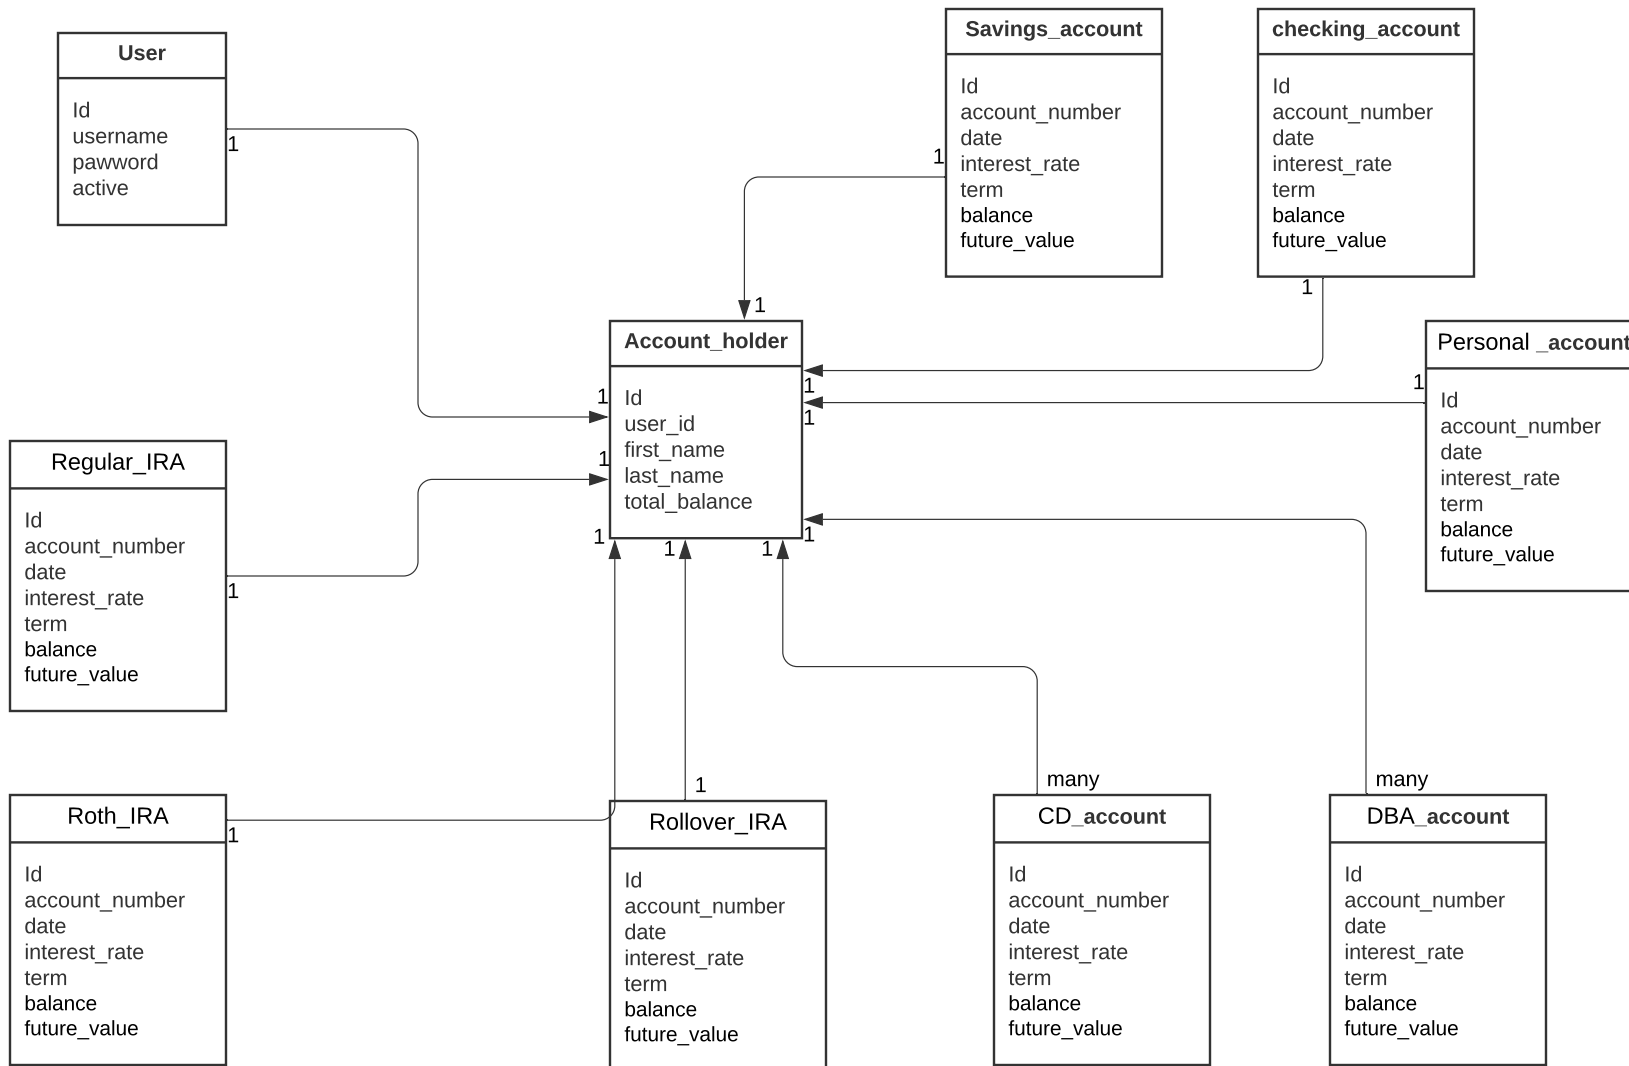 User
Id
username
pawword
active
1
Savings_account
Id
account_number
date
interest_rate
term
balance
future_value
1
1
checking_account
Id
account_number
date
interest_rate
term
balance
future_value
1
1
Personal _account
Id
account_number
date
interest_rate
term
balance
future_value
1
1
Account_holder
Id
user_id
first_name
last_name
total_balance
1
1
1
1
1
1
Regular_IRA
Id
account_number
date
interest_rate
term
balance
future_value
1
Roth_IRA
Id
account_number
date
interest_rate
term
balance
future_value
1
Rollover_IRA
Id
account_number
date
interest_rate
term
balance
future_value
1
many
CD_account
Id
account_number
date
interest_rate
term
balance
future_value
many
DBA_account
Id
account_number
date
interest_rate
term
balance
future_value